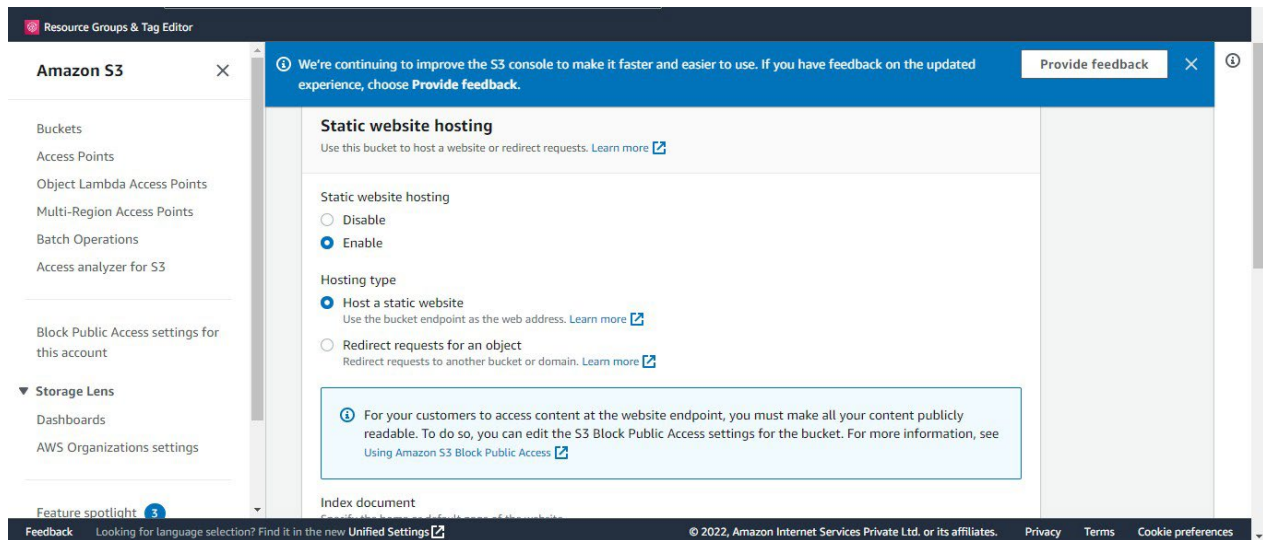 Resource Groups & Tag Editor
Amazon S3
Buckets
Access Points
Object Lambda Access Points
Multi-Region Access Points
Batch Operations
Access analyzer for S3
Block Public Access settings for
this account
Storage Lens
Dashboards
AWS Organizations settings
Feature spotlight 3
We're continuing to improve the S3 console to make it faster and easier to use. If you have feedback on the updated
experience, choose Provide feedback.
Provide feedback
Static website hosting
Use this bucket to host a website or redirect requests. Learn more
Static website hosting
Disable
Enable
Hosting type
Host a static website
Use the bucket endpoint as the web address. Learn more
Redirect requests for an object
Redirect requests to another bucket or domain. Learn more
For your customers to access content at the website endpoint, you must make all your content publicly
readable. To do so, you can edit the S3 Block Public Access settings for the bucket. For more information, see
Using Amazon S3 Block Public Access
Index document
Feedback Looking for language selection? Find it in the new Unified Settings © 2022, Amazon Internet Services Private Ltd. or its affiliates. Privacy Terms Cookie preferences